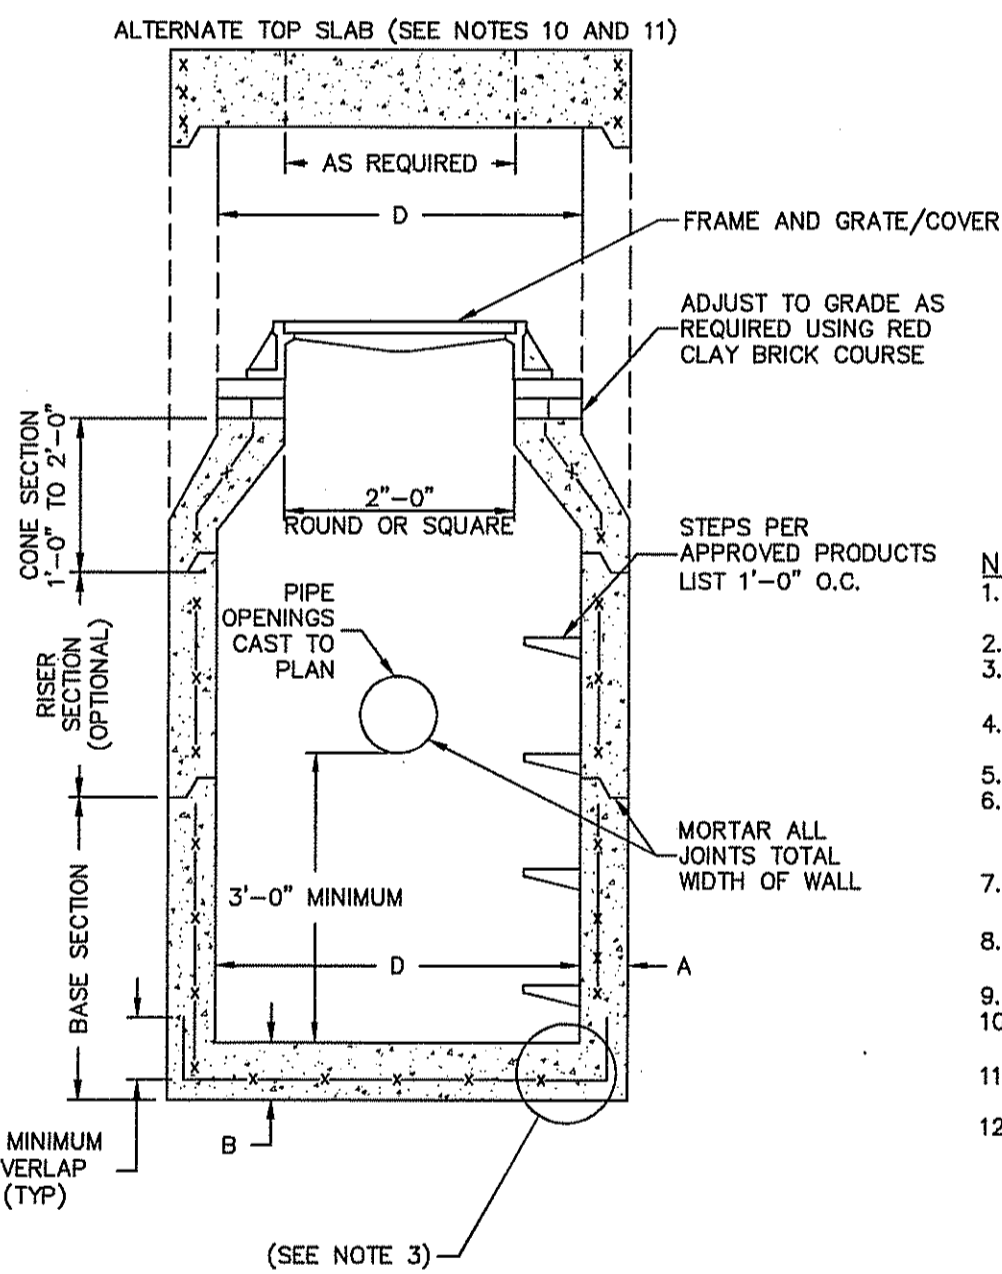 ALTERNATE TOP SLAB (SEE NOTES 10 AND 11)
AS REQUIRED
D
FRAME AND GRATE/COVER
ADJUST TO GRADE AS
REQUIRED USING RED
CLAY BRICK COURSE
CONE SECTION
1'-0" TO 2'-0"
2"-0"
ROUND OR SQUARE
STEPS PER
APPROVED PRODUCTS
LIST 1'-0" O.C.
PIPE
OPENINGS
CAST TO
PLAN
RISER
SECTION
(OPTIONAL)
MORTAR ALL
JOINTS TOTAL
WIDTH OF WALL
3'-0" MINIMUM
BASE SECTION
D
A
B
MINIMUM
VERLAP
(TYP)
(SEE NOTE 3)
N
1.
2.
3.
4.
5.
6.
7.
8.
9.
10
11
12